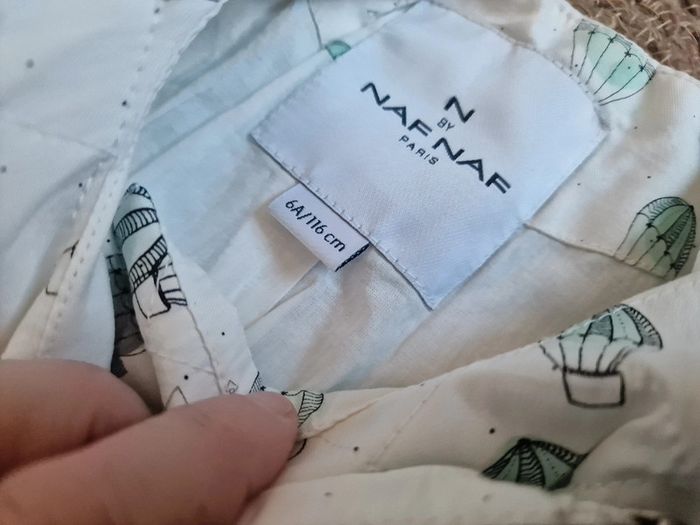 N
BY
NAF NAF
PARIS
6A/116 cm